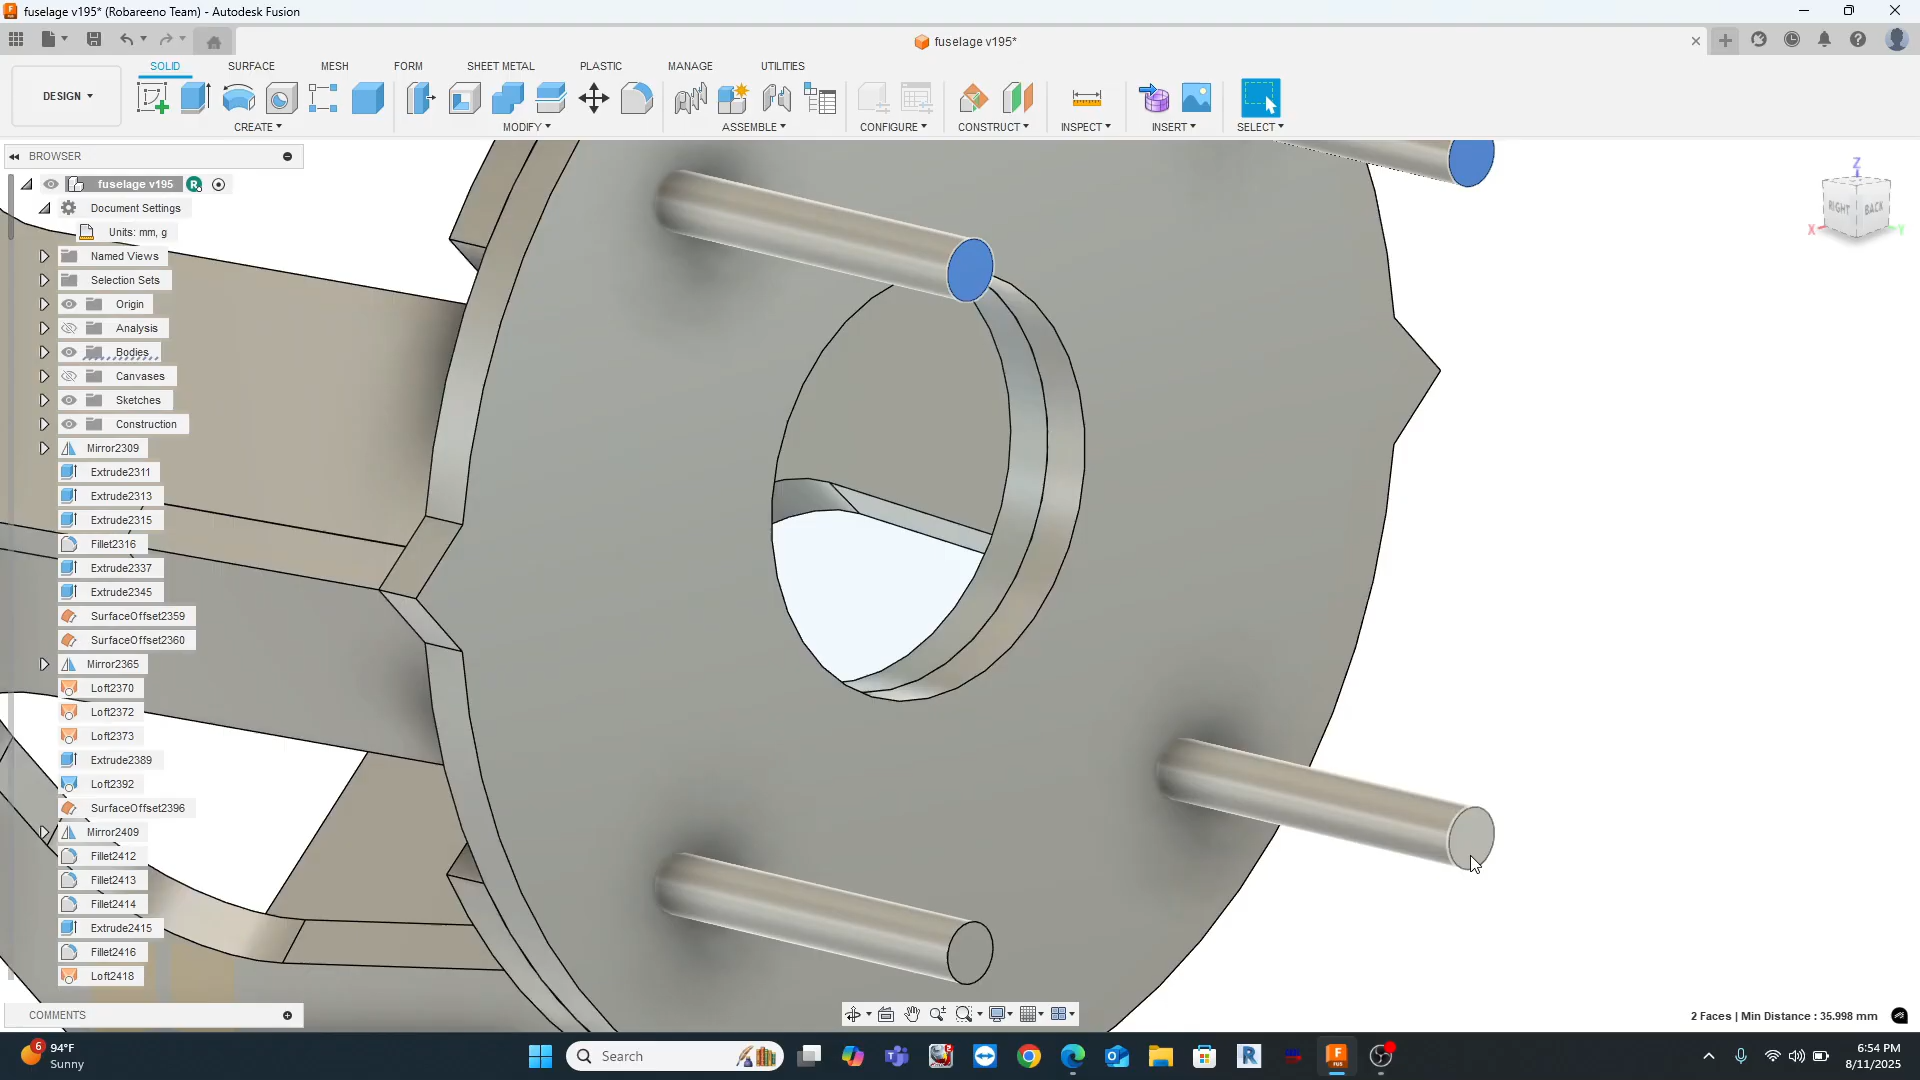 fuselage v195* (Robareeno Team) - Autodesk Fusion
fuselage v195*
DESIGN
SOLID
SURFACE
MESH
FORM
SHEET METAL
PLASTIC
MANAGE
UTILITIES
CREATE
MODIFY
ASSEMBLE
CONFIGURE
CONSTRUCT
INSPECT
INSERT
SELECT
BROWSER
fuselage v195
R
Document Settings
Units: mm, g
Named Views
Selection Sets
Origin
Analysis
Bodies
Canvases
Sketches
Construction
Mirror2309
Extrude2311
Extrude2313
Extrude2315
Fillet2316
Extrude2337
Extrude2345
SurfaceOffset2359
SurfaceOffset2360
Mirror2365
Loft2370
Loft2372
Loft2373
Extrude2389
Loft2392
SurfaceOffset2396
Mirror2409
Fillet2412
Fillet2413
Fillet2414
Extrude2415
Fillet2416
Loft2418
Z
RIGHT
BACK
X
Y
COMMENTS
2 Faces | Min Distance : 35.998 mm
6
94°F
Sunny
Search
6:54 PM
8/11/2025